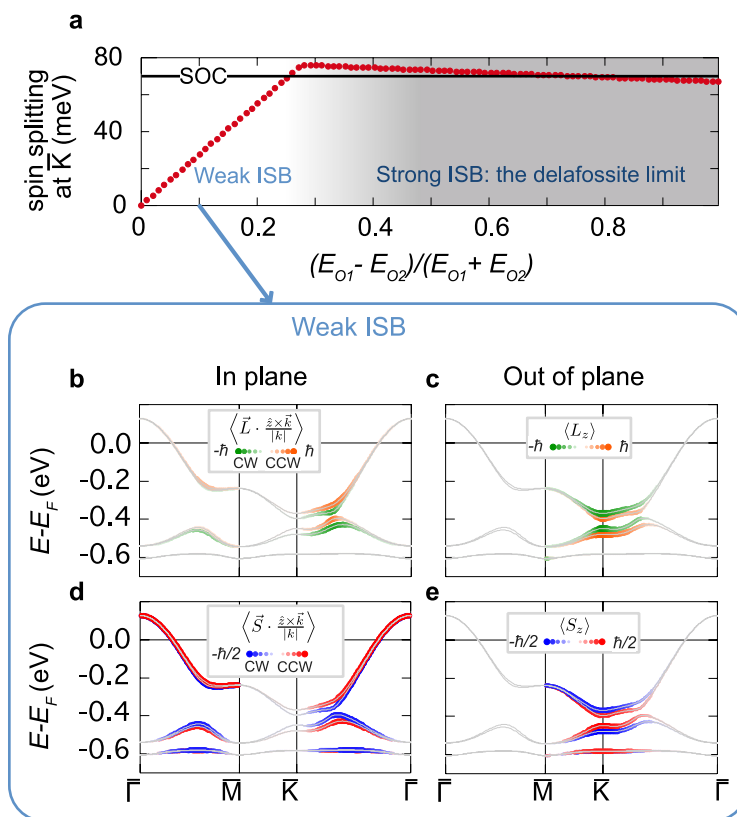 a
spin splitting
at K̅ (meV)
80
40
0
SOC
Weak ISB
Strong ISB: the delafossite limit
0 0.2 0.4 0.6 0.8
(E_O1 - E_O2)/(E_O1 + E_O2)
Weak ISB
b In plane
c Out of plane
E-E_F (eV)
0.0
-0.2
-0.4
-0.6
⟨L⃗ · ẑ×k⃗/|k|⟩
-ħ ħ
CW CCW
⟨L_z⟩
-ħ ħ
d
e
E-E_F (eV)
0.0
-0.2
-0.4
-0.6
⟨S⃗ · ẑ×k⃗/|k|⟩
-ħ/2 ħ/2
CW CCW
⟨S_z⟩
-ħ/2 ħ/2
Γ̅ M̅ K̅ Γ̅ M̅ K̅ Γ̅